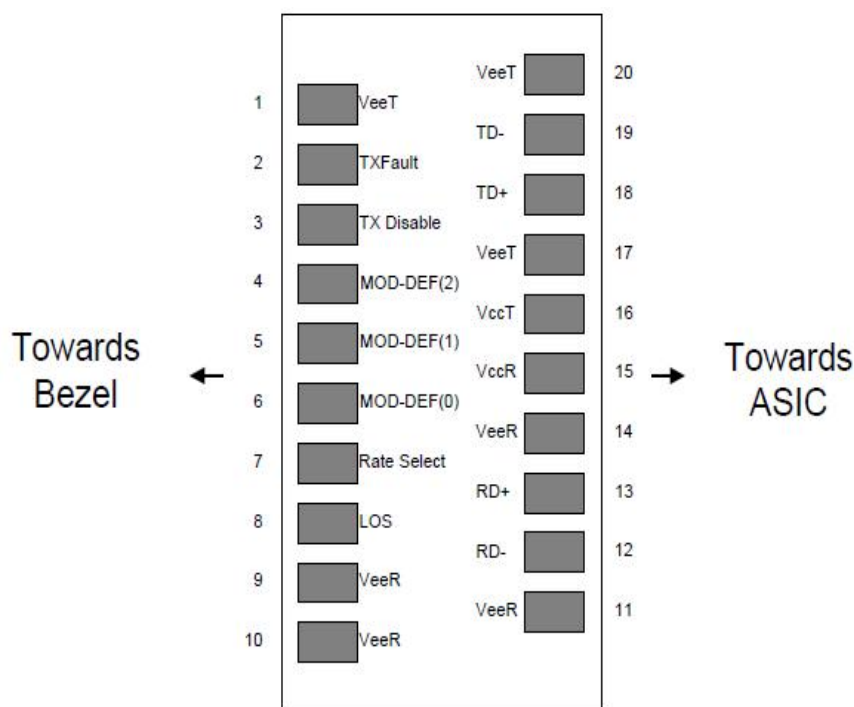 VeeT 20
1 VeeT
TD- 19
2 TXFault
TD+ 18
3 TX Disable
VeeT 17
4 MOD-DEF(2)
VccT 16
5 MOD-DEF(1)
Towards
Bezel
VccR 15
Towards
ASIC
6 MOD-DEF(0)
VeeR 14
7 Rate Select
RD+ 13
8 LOS
RD- 12
9 VeeR
VeeR 11
10 VeeR